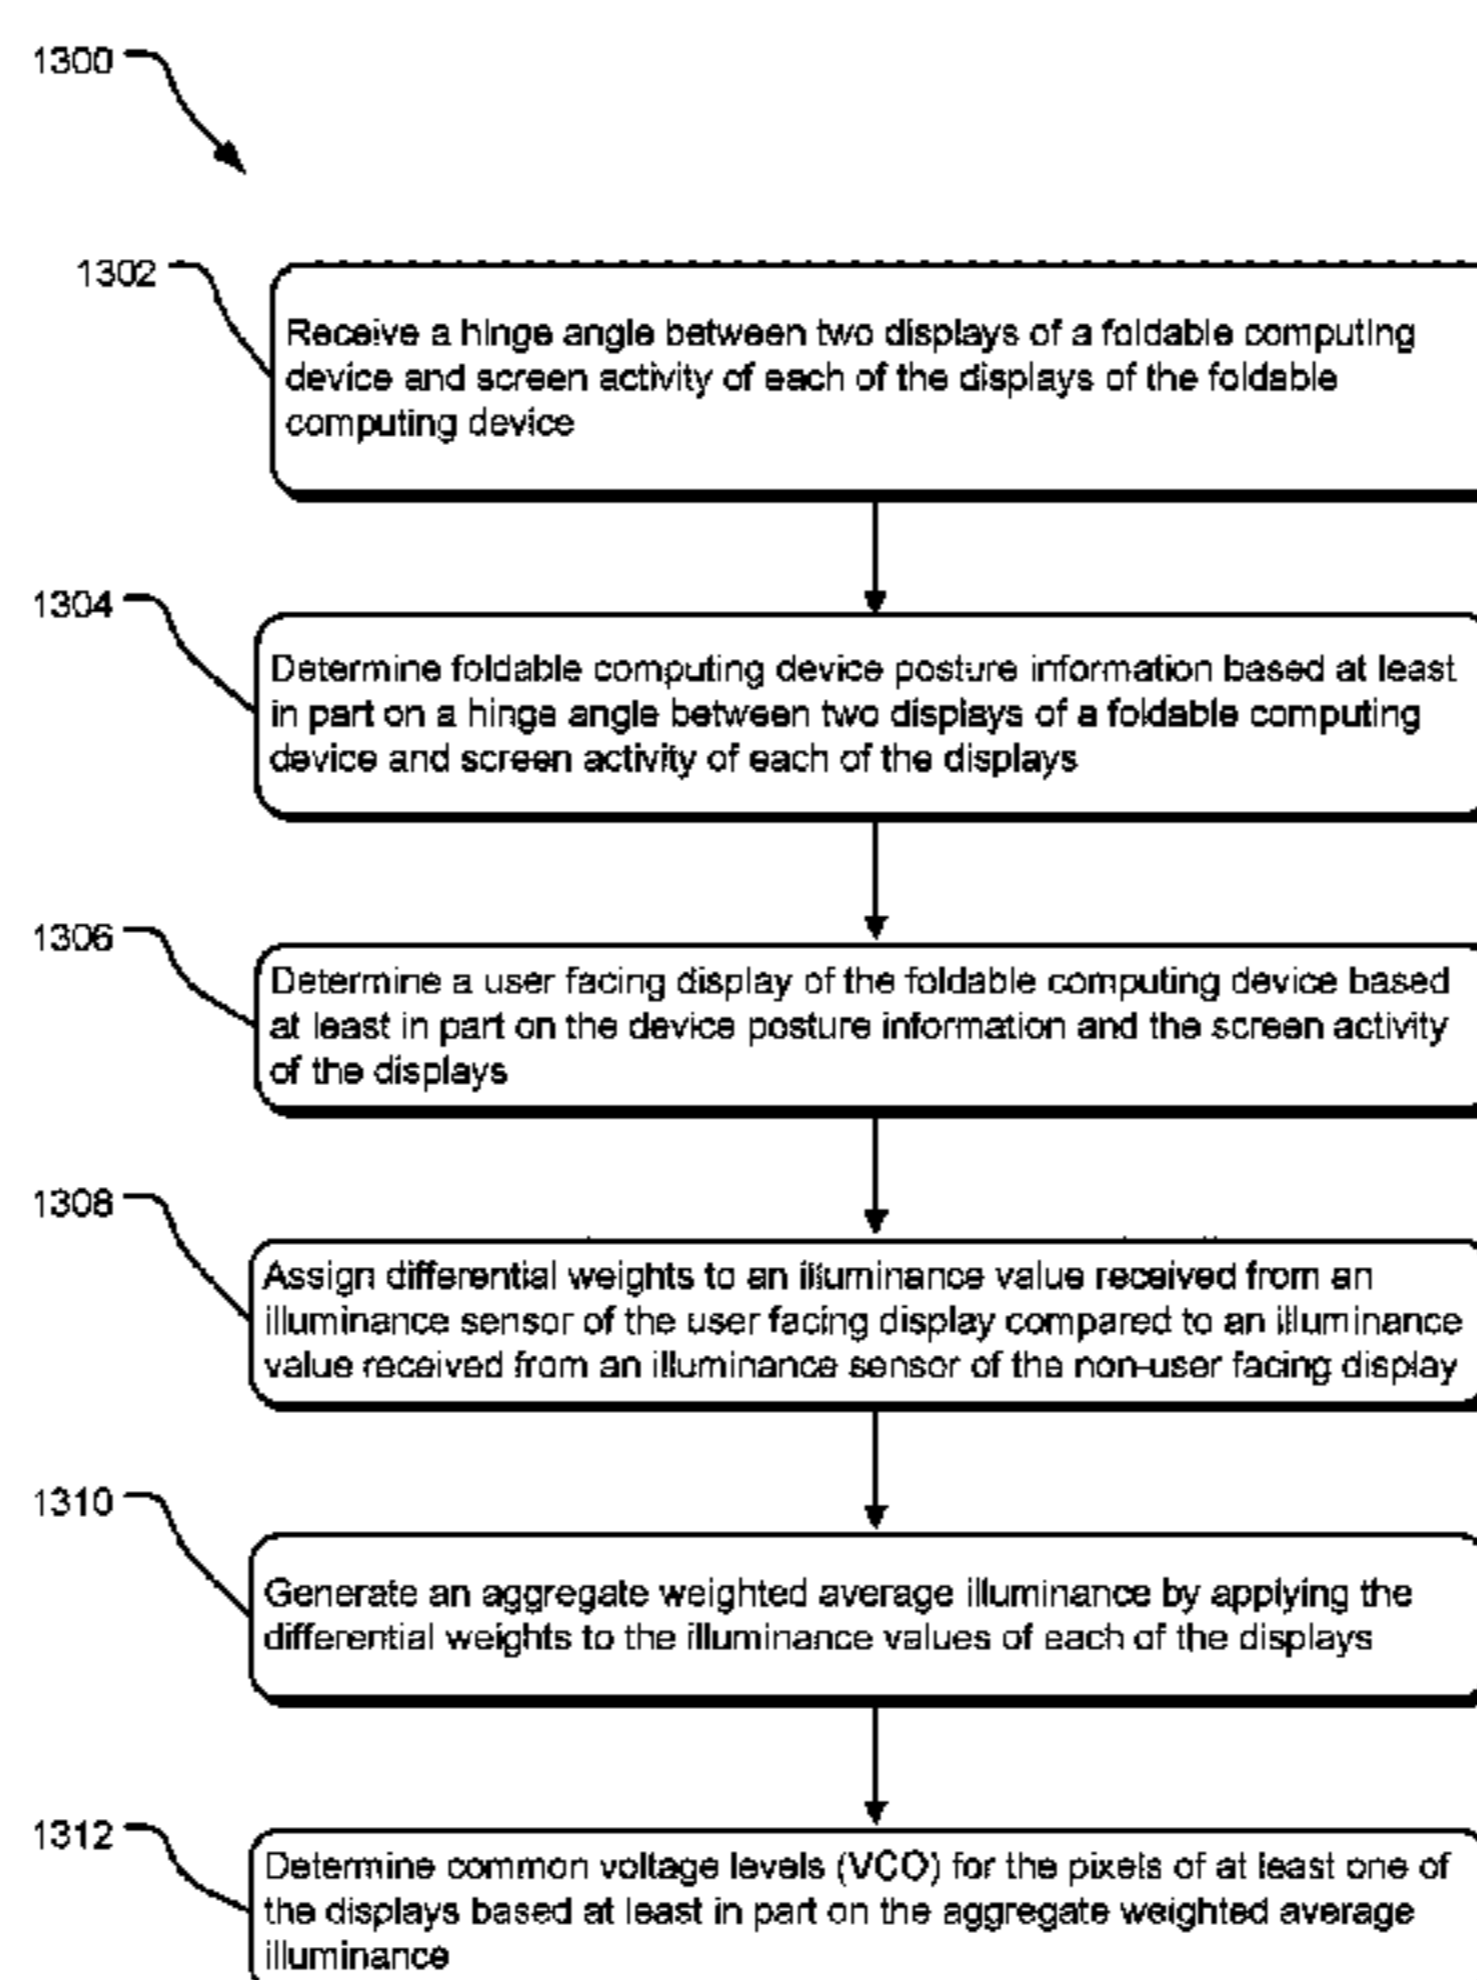 1300
1302
Receive a hinge angle between two displays of a foldable computing
device and screen activity of each of the displays of the foldable
computing device
1304
Determine foldable computing device posture information based at least
in part on a hinge angle between two displays of a foldable computing
device and screen activity of each of the displays
1306
Determine a user facing display of the foldable computing device based
at least in part on the device posture information and the screen activity
of the displays
1308
Assign differential weights to an illuminance value received from an
illuminance sensor of the user facing display compared to an illuminance
value received from an illuminance sensor of the non-user facing display
1310
Generate an aggregate weighted average illuminance by applying the
differential weights to the illuminance values of each of the displays
1312
Determine common voltage levels (VCO) for the pixels of at least one of
the displays based at least in part on the aggregate weighted average
illuminance